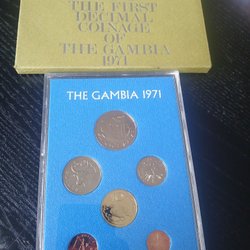 THE FIRST
DECIMAL
COINAGE
OF
THE GAMBIA
1971
THE GAMBIA 1971